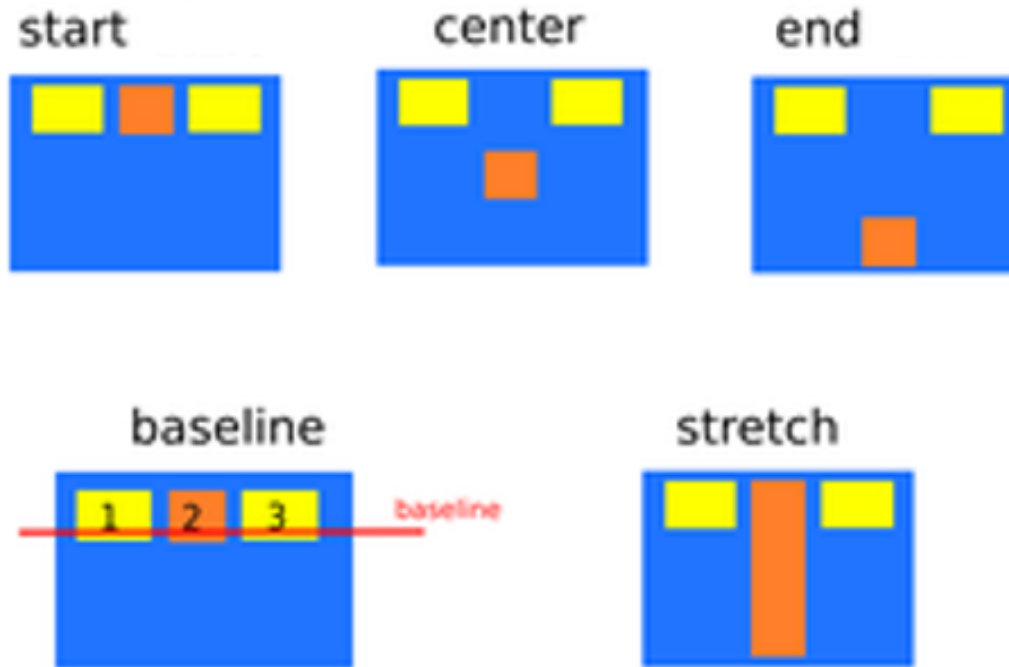 start
center
end
baseline
1 2 3
baseline
stretch